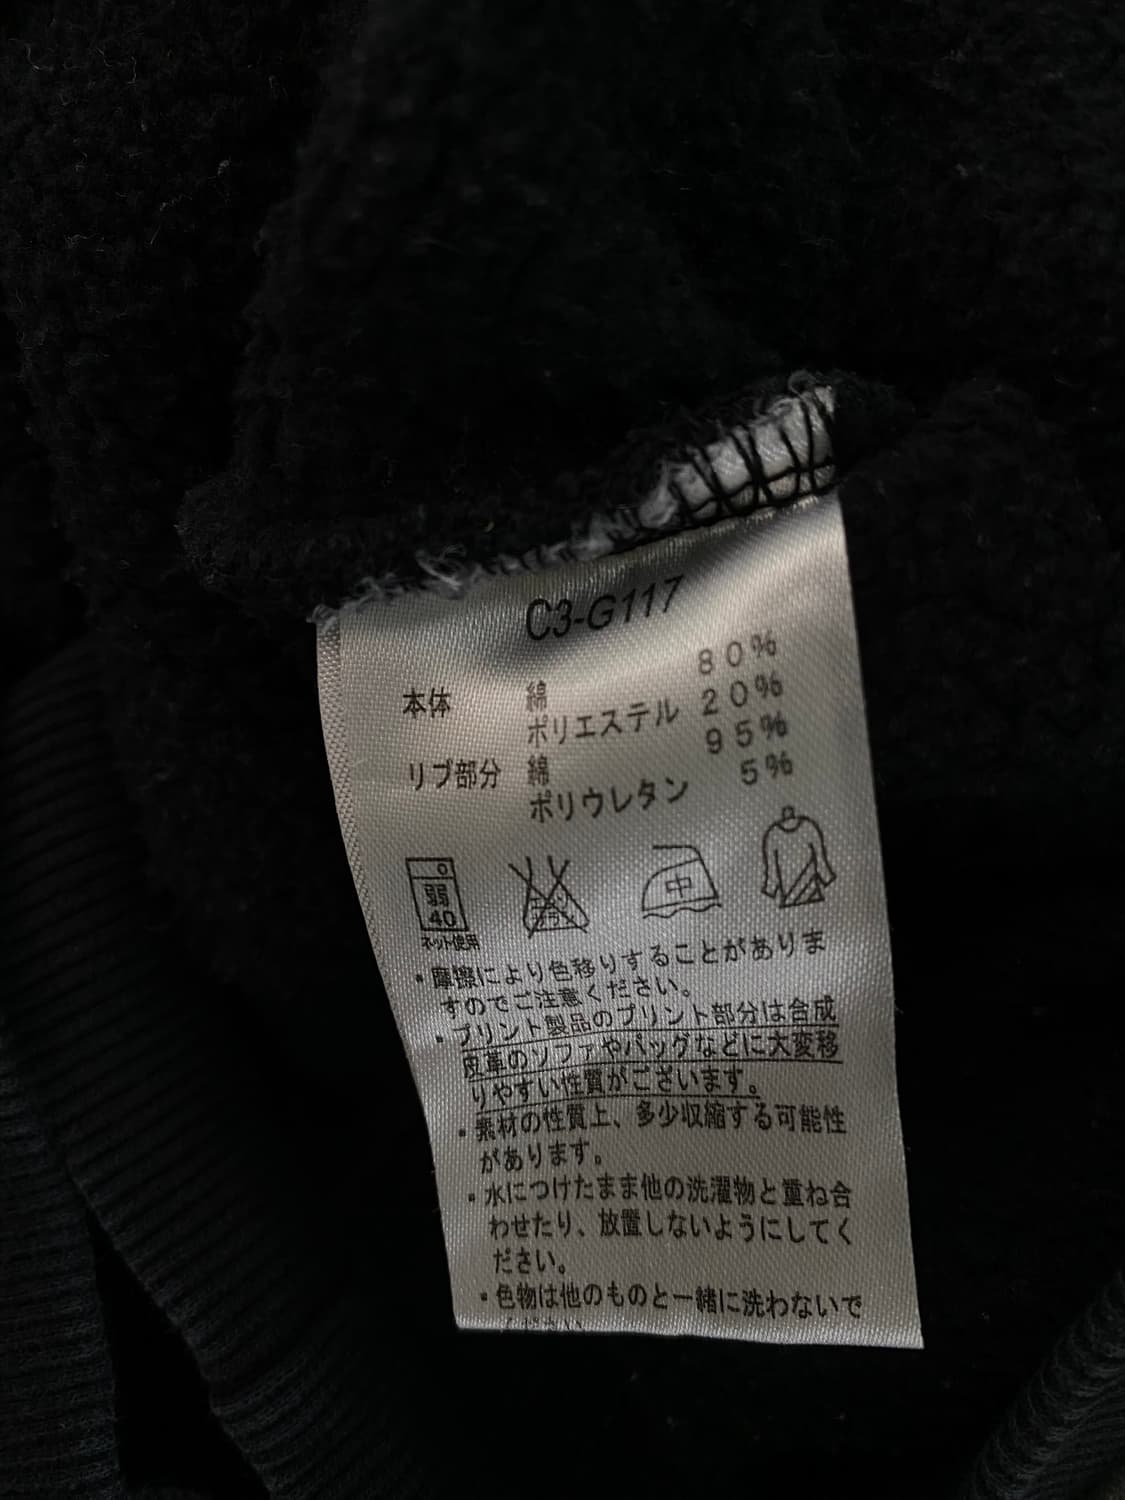 C3-G117
本体 綿 80%
ポリエステル 20%
リブ部分 綿 95%
ポリウレタン 5%
弱 中
40
ネット使用
・摩擦により色移りすることがありま
すのでご注意ください。
・プリント製品のプリント部分は合成
皮革のソファやバッグなどに大変移
りやすい性質がございます。
・素材の性質上、多少収縮する可能性
があります。
・水につけたまま他の洗濯物と重ね合
わせたり、放置しないようにしてく
ださい。
・色物は他のものと一緒に洗わないで